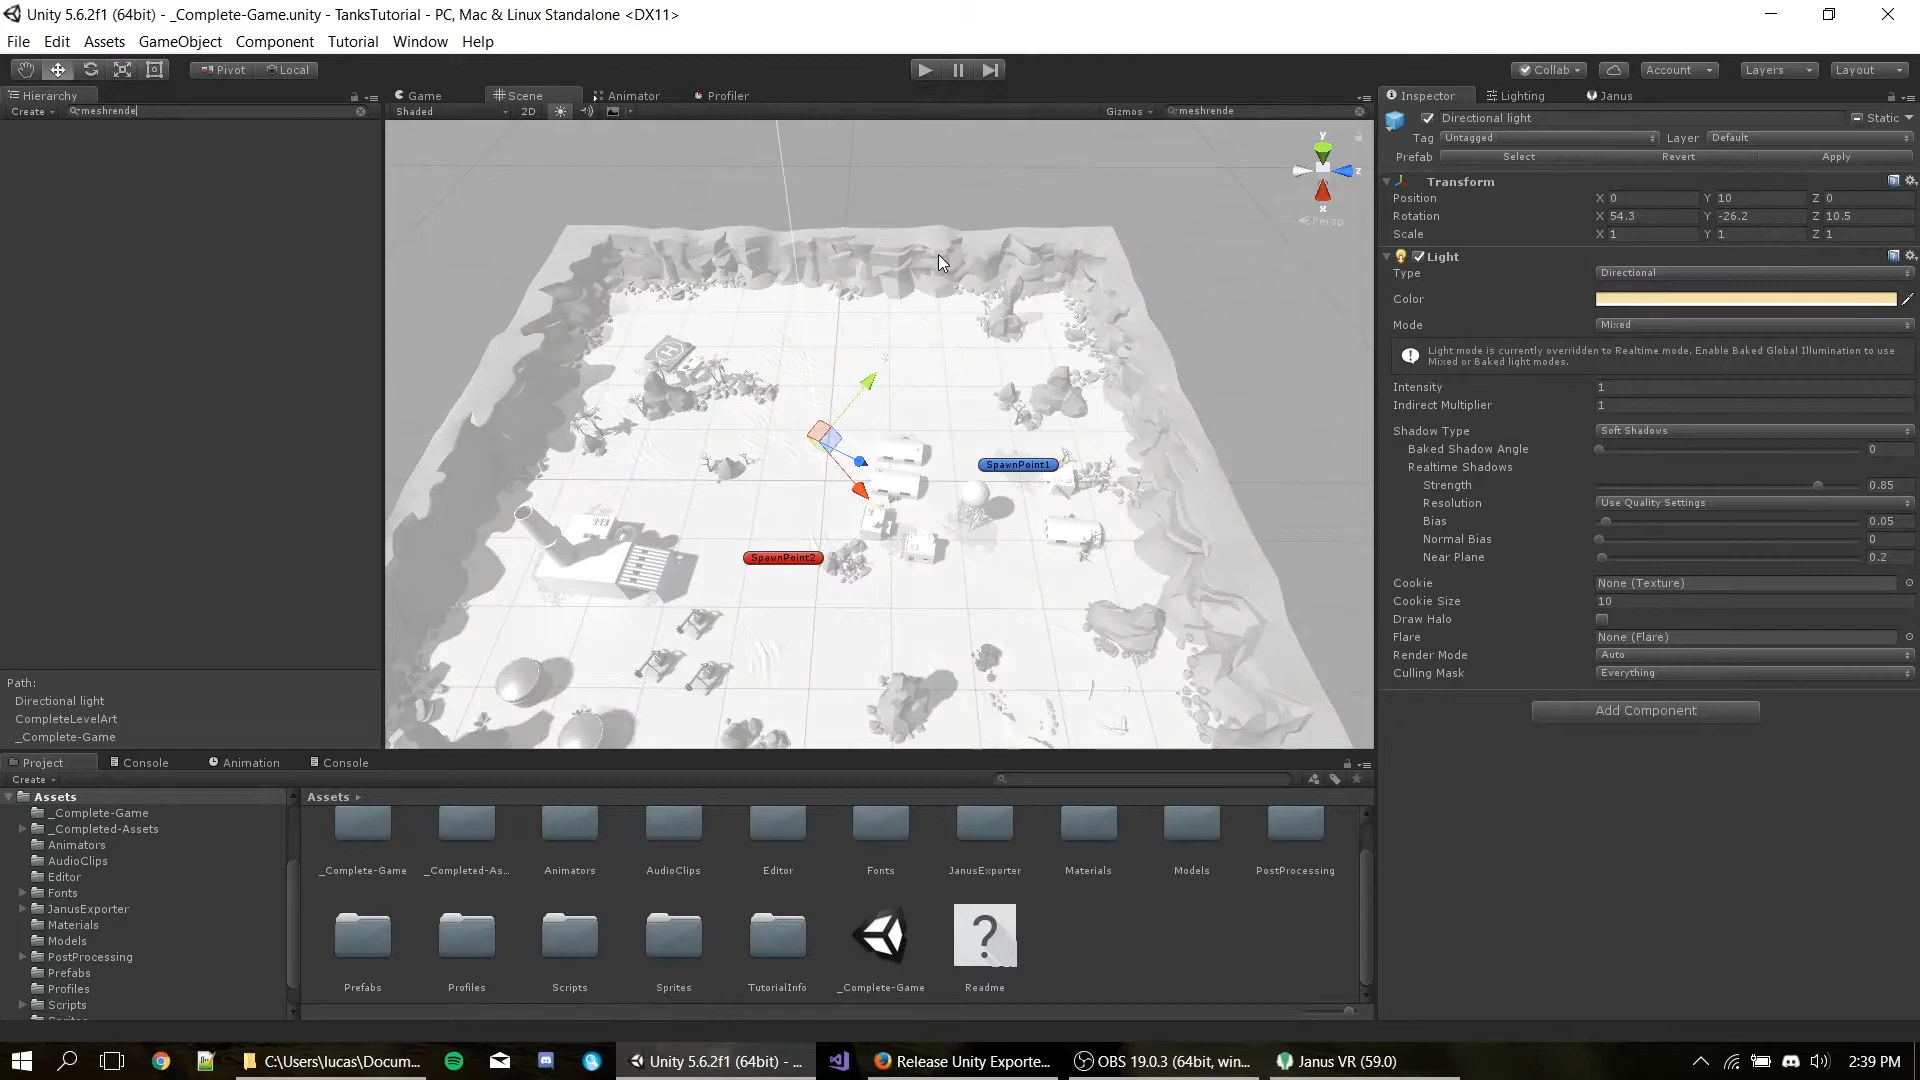 Unity 5.6.2f1 (64bit) - _Complete-Game.unity - TanksTutorial - PC, Mac & Linux Standalone <DX11>
File Edit Assets GameObject Component Tutorial Window Help
Pivot Local Collab Account Layers Layout
Hierarchy
Create meshrende
Game Scene Animator Profiler
Shaded 2D Gizmos meshrende
y
z
x
Persp
SpawnPoint1
SpawnPoint2
Path:
Directional light
CompleteLevelArt
_Complete-Game
Inspector Lighting Janus
Directional light Static
Tag Untagged Layer Default
Prefab Select Revert Apply
Transform
Position X 0 Y 10 Z 0
Rotation X 54.3 Y -26.2 Z 10.5
Scale X 1 Y 1 Z 1
Light
Type Directional
Color
Mode Mixed
Light mode is currently overridden to Realtime mode. Enable Baked Global Illumination to use
Mixed or Baked light modes.
Intensity 1
Indirect Multiplier 1
Shadow Type Soft Shadows
Baked Shadow Angle 0
Realtime Shadows
Strength 0.85
Resolution Use Quality Settings
Bias 0.05
Normal Bias 0
Near Plane 0.2
Cookie None (Texture)
Cookie Size 10
Draw Halo
Flare None (Flare)
Render Mode Auto
Culling Mask Everything
Add Component
Project Console Animation Console
Create
Assets
_Complete-Game
_Completed-Assets
Animators
AudioClips
Editor
Fonts
JanusExporter
Materials
Models
PostProcessing
Prefabs
Profiles
Scripts
Assets
_Complete-Game _Completed-As... Animators AudioClips Editor Fonts JanusExporter Materials Models PostProcessing
Prefabs Profiles Scripts Sprites TutorialInfo _Complete-Game Readme
C:\Users\lucas\Docum... Unity 5.6.2f1 (64bit) - ... Release Unity Exporte... OBS 19.0.3 (64bit, win... Janus VR (59.0) 2:39 PM